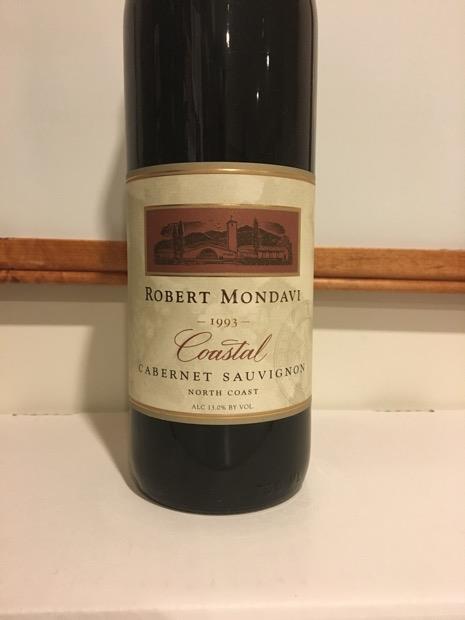 ROBERT MONDAVI
– 1993 –
Coastal
CABERNET SAUVIGNON
NORTH COAST
ALC 13.0% BY VOL.